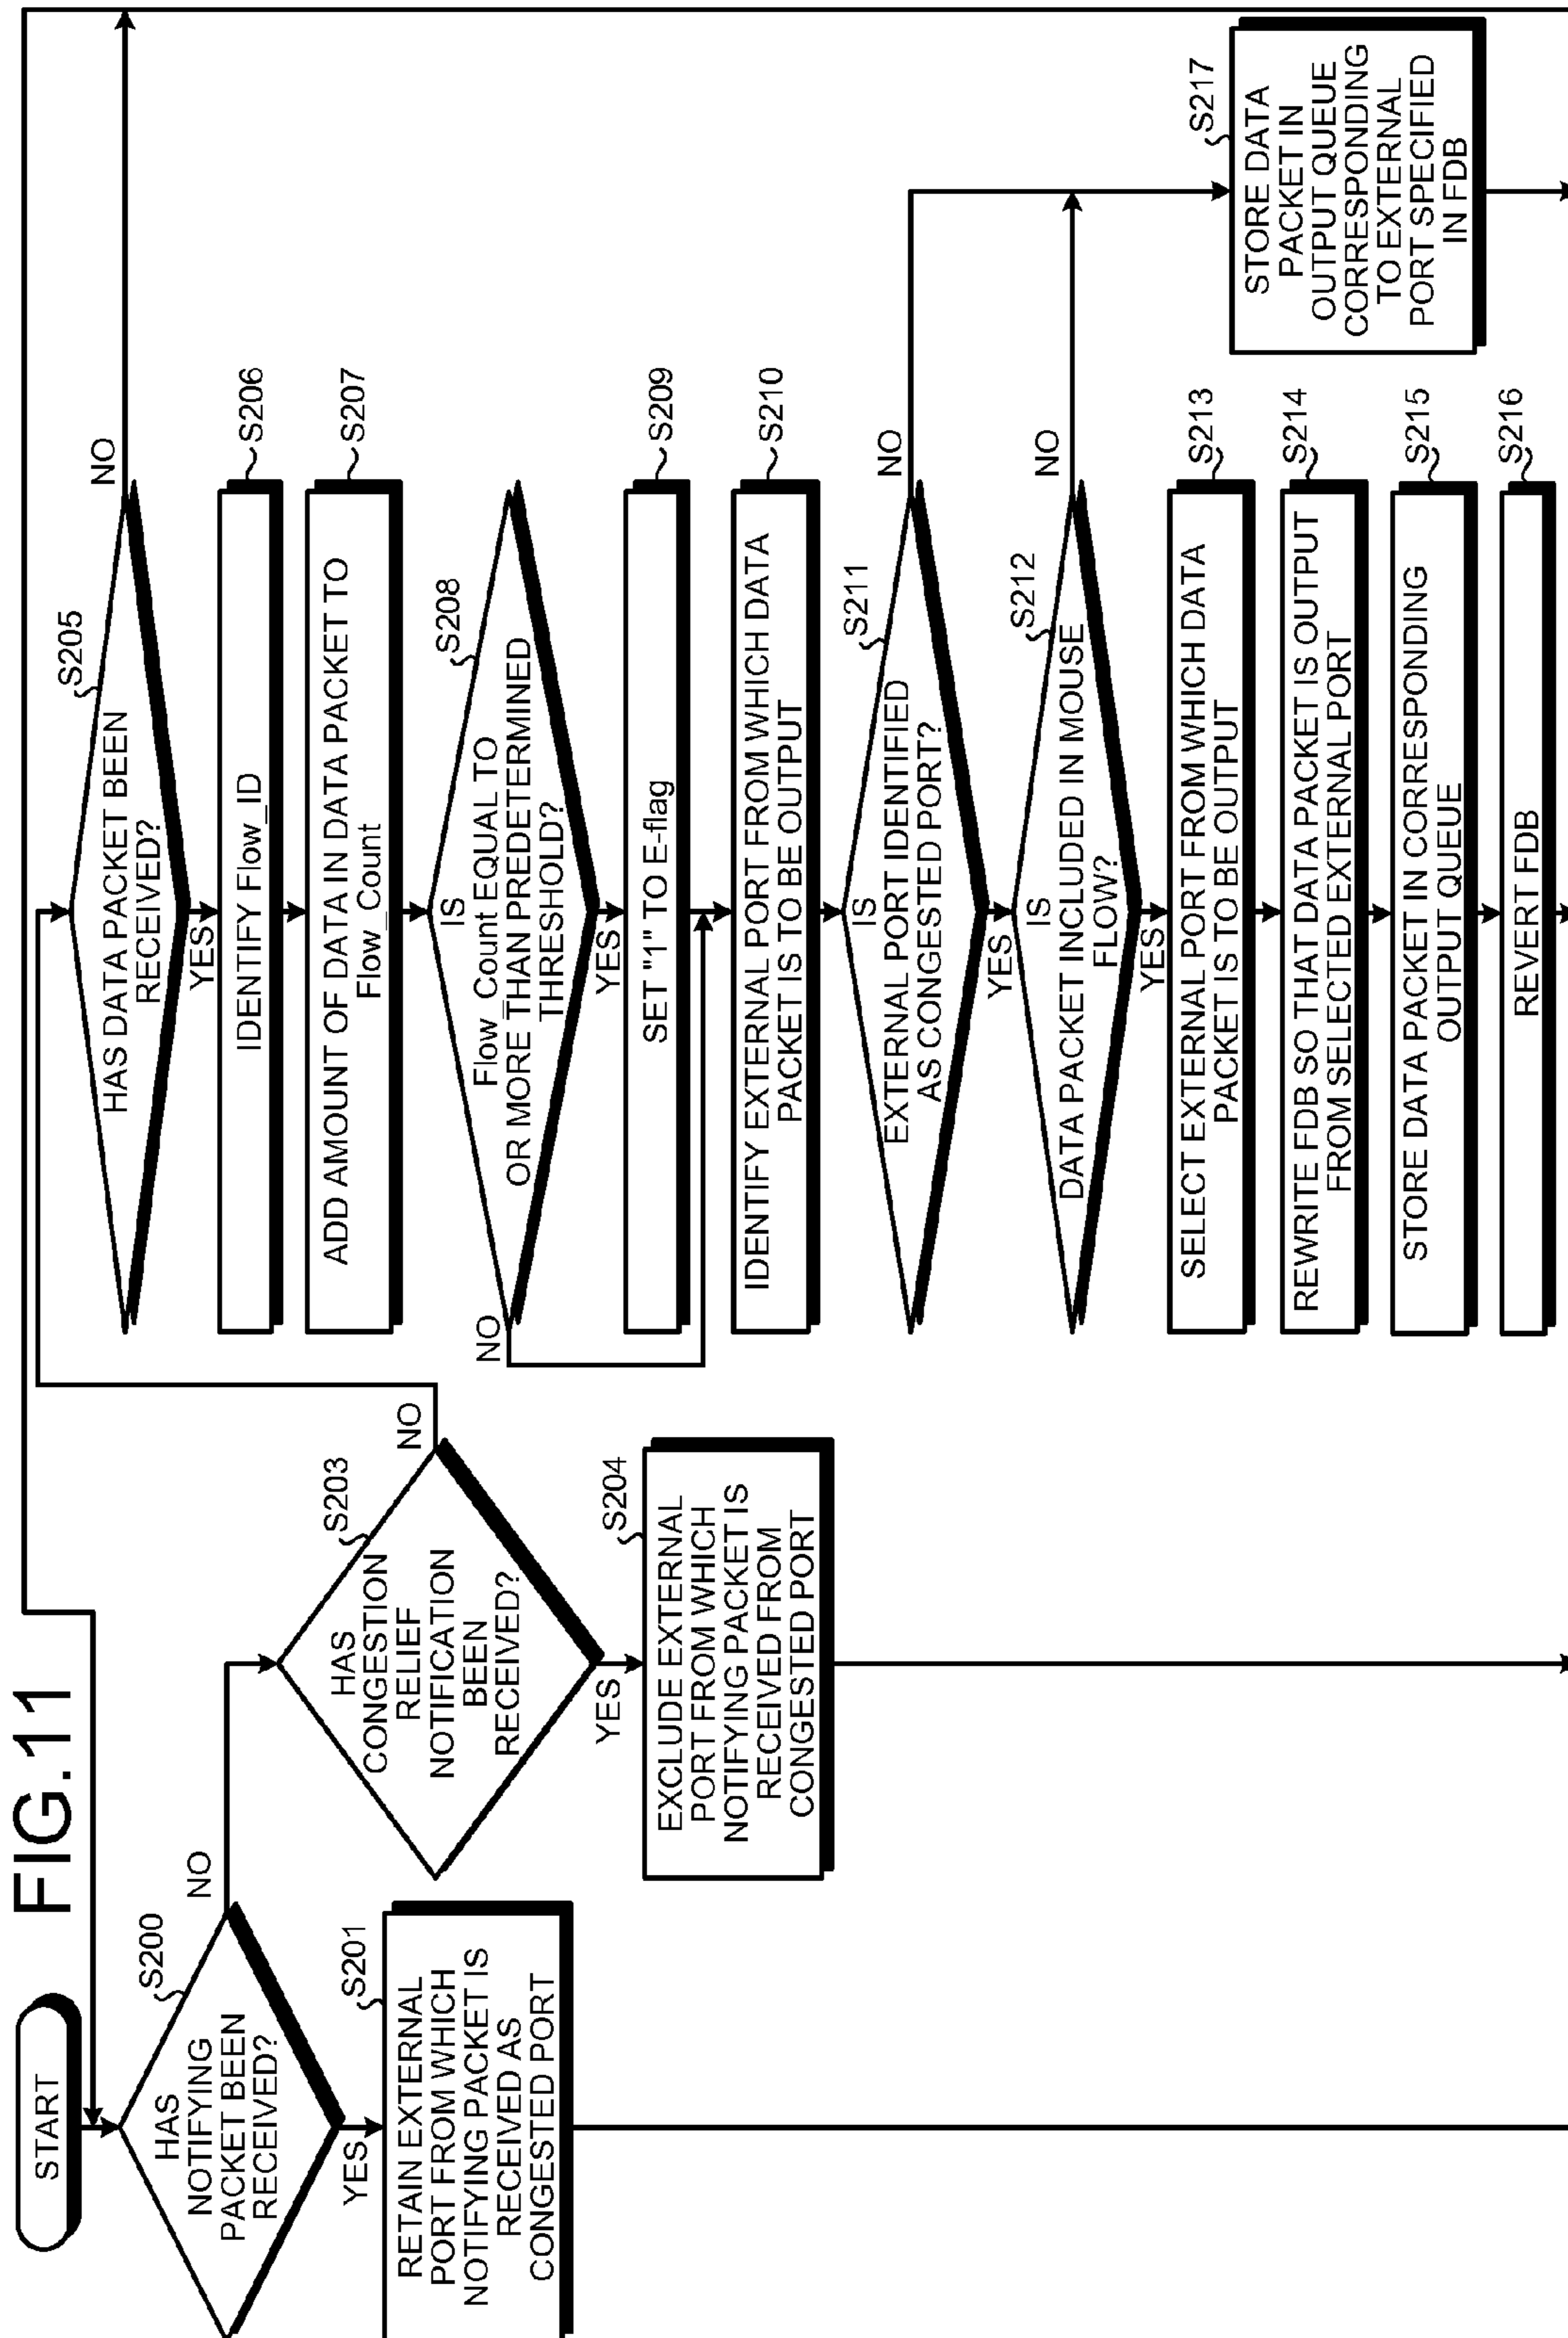 FIG.11
START
S200
HAS
NOTIFYING
PACKET BEEN
RECEIVED?
NO
YES
S201
RETAIN EXTERNAL
PORT FROM WHICH
NOTIFYING PACKET IS
RECEIVED AS
CONGESTED PORT
S203
HAS
CONGESTION
RELIEF
NOTIFICATION
BEEN
RECEIVED?
NO
YES
S204
EXCLUDE EXTERNAL
PORT FROM WHICH
NOTIFYING PACKET IS
RECEIVED FROM
CONGESTED PORT
S205
HAS DATA PACKET BEEN
RECEIVED?
NO
YES
S206
IDENTIFY Flow_ID
S207
ADD AMOUNT OF DATA IN DATA PACKET TO
Flow_Count
S208
IS
Flow_Count EQUAL TO
OR MORE THAN PREDETERMINED
THRESHOLD?
NO
YES
S209
SET "1" TO E-flag
S210
IDENTIFY EXTERNAL PORT FROM WHICH DATA
PACKET IS TO BE OUTPUT
S211
IS
EXTERNAL PORT IDENTIFIED
AS CONGESTED PORT?
NO
YES
S212
IS
DATA PACKET INCLUDED IN MOUSE
FLOW?
NO
YES
S213
SELECT EXTERNAL PORT FROM WHICH DATA
PACKET IS TO BE OUTPUT
S214
REWRITE FDB SO THAT DATA PACKET IS OUTPUT
FROM SELECTED EXTERNAL PORT
S215
STORE DATA PACKET IN CORRESPONDING
OUTPUT QUEUE
S216
REVERT FDB
S217
STORE DATA
PACKET IN
OUTPUT QUEUE
CORRESPONDING
TO EXTERNAL
PORT SPECIFIED
IN FDB